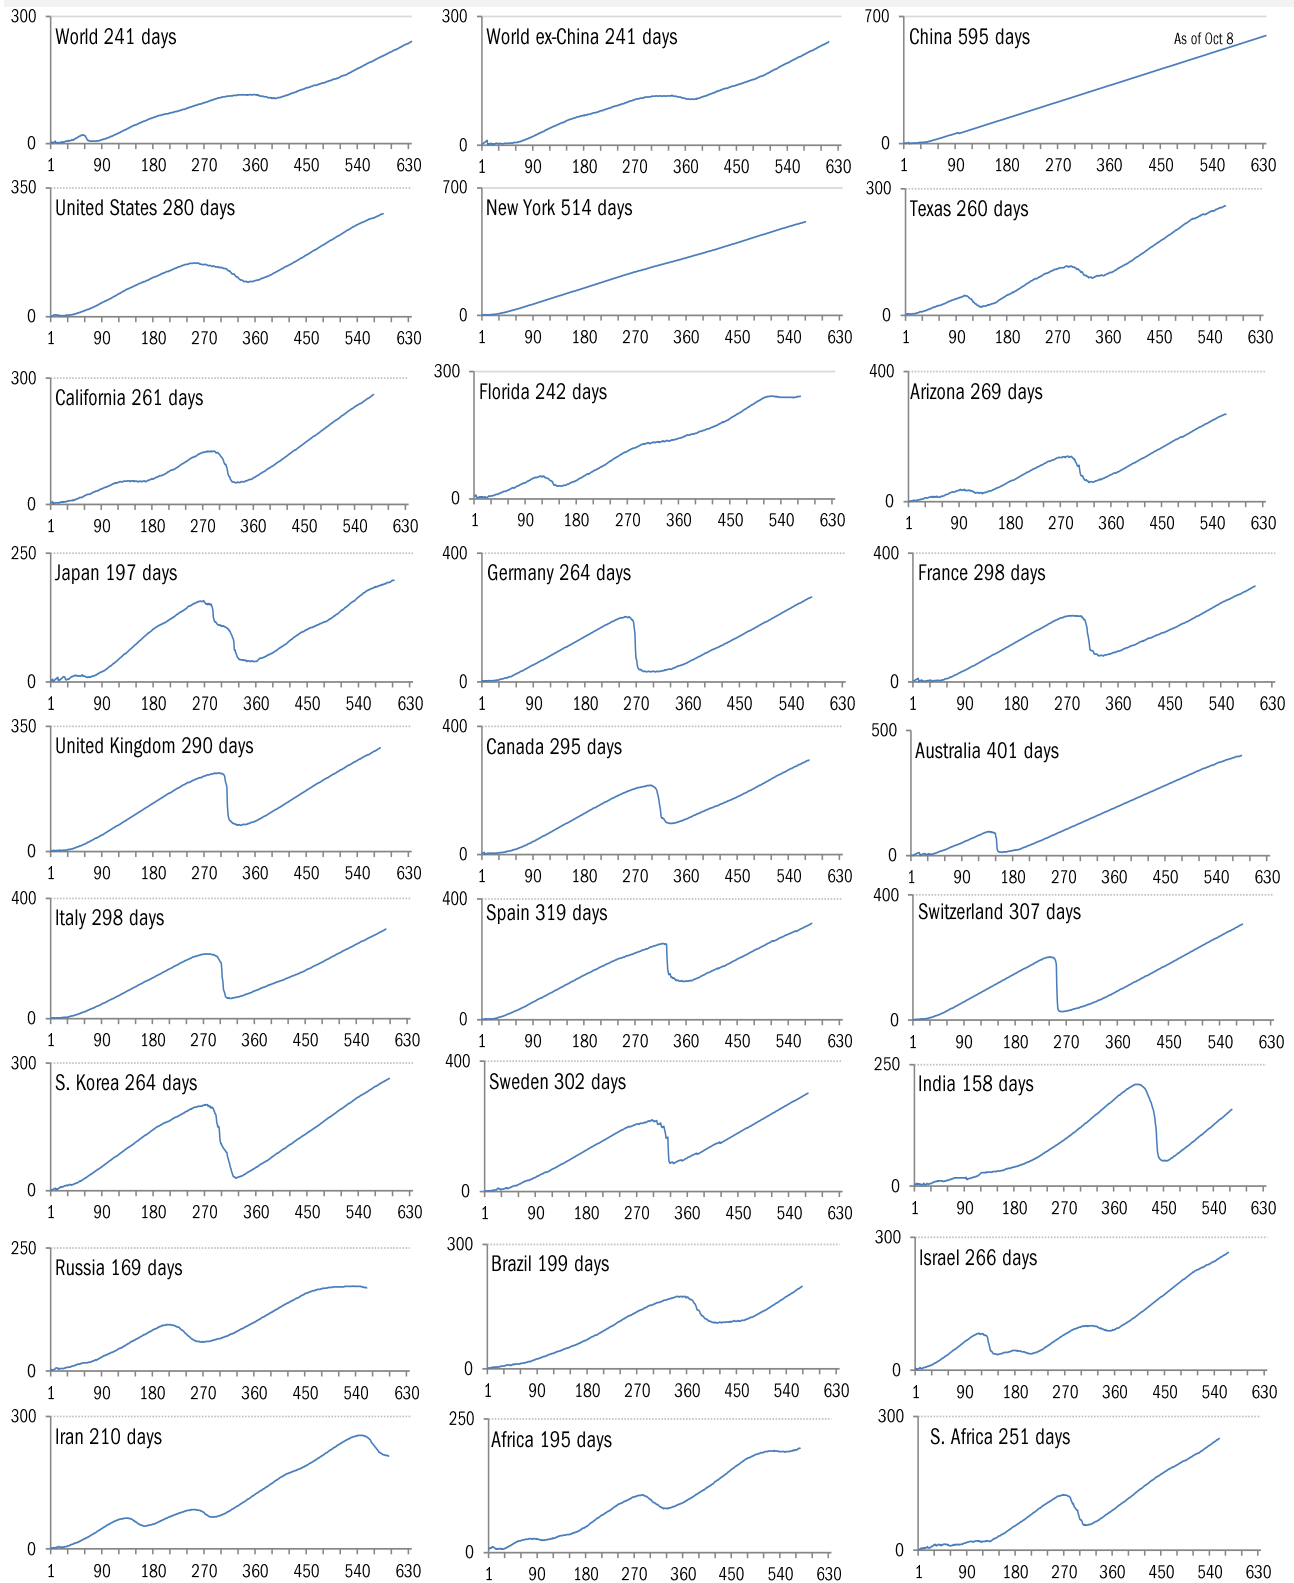 300
World 241 days
0
1 90 180 270 360 450 540 630
300
World ex-China 241 days
0
1 90 180 270 360 450 540 630
700
China 595 days
As of Oct 8
0
1 90 180 270 360 450 540 630
350
United States 280 days
0
1 90 180 270 360 450 540 630
700
New York 514 days
0
1 90 180 270 360 450 540 630
300
Texas 260 days
0
1 90 180 270 360 450 540 630
300
California 261 days
0
1 90 180 270 360 450 540 630
300
Florida 242 days
0
1 90 180 270 360 450 540 630
400
Arizona 269 days
0
1 90 180 270 360 450 540 630
250
Japan 197 days
0
1 90 180 270 360 450 540 630
400
Germany 264 days
0
1 90 180 270 360 450 540 630
400
France 298 days
0
1 90 180 270 360 450 540 630
350
United Kingdom 290 days
0
1 90 180 270 360 450 540 630
400
Canada 295 days
0
1 90 180 270 360 450 540 630
500
Australia 401 days
0
1 90 180 270 360 450 540 630
400
Italy 298 days
0
1 90 180 270 360 450 540 630
400
Spain 319 days
0
1 90 180 270 360 450 540 630
400
Switzerland 307 days
0
1 90 180 270 360 450 540 630
300
S. Korea 264 days
0
1 90 180 270 360 450 540 630
400
Sweden 302 days
0
1 90 180 270 360 450 540 630
250
India 158 days
0
1 90 180 270 360 450 540 630
250
Russia 169 days
0
1 90 180 270 360 450 540 630
300
Brazil 199 days
0
1 90 180 270 360 450 540 630
300
Israel 266 days
0
1 90 180 270 360 450 540 630
300
Iran 210 days
0
1 90 180 270 360 450 540 630
250
Africa 195 days
0
1 90 180 270 360 450 540 630
300
S. Africa 251 days
0
1 90 180 270 360 450 540 630